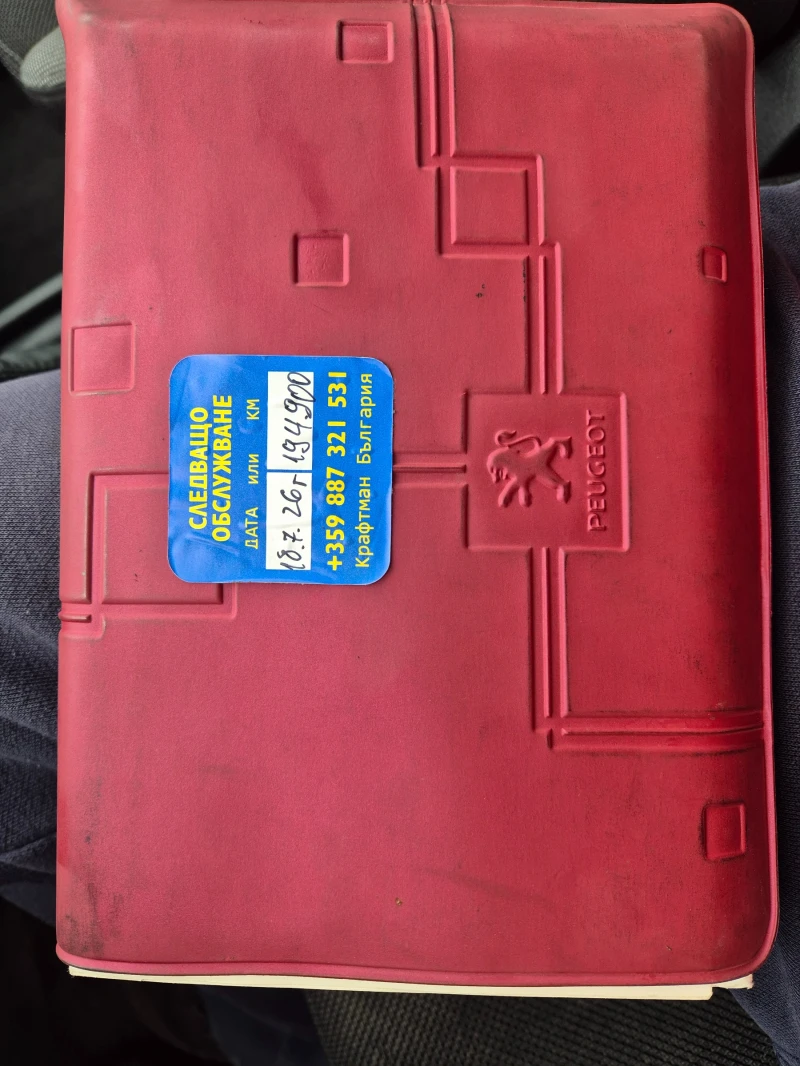 СЛЕДВАЩО
ОБСЛУЖВАНЕ
ДАТА или КМ
18.7.26г 194900
+359 887 321 531
Крафтман България
PEUGEOT